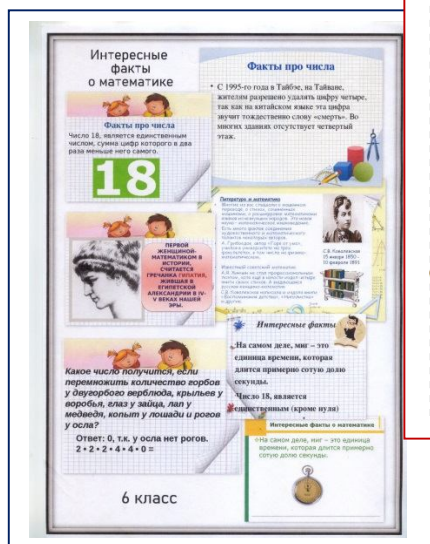 Интересные
факты
о математике
Факты про числа
Число 18, является единственным
числом, сумма цифр которого в два
раза меньше него самого.
18
Факты про числа
• С 1995-го года в Тайбэе, на Тайване,
жителям разрешено удалять цифру четыре,
так как на китайском языке эта цифра
звучит тождественно слову «смерть». Во
многих зданиях отсутствует четвертый
этаж.
ПЕРВОЙ
ЖЕНЩИНОЙ-
МАТЕМАТИКОМ В
ИСТОРИИ,
СЧИТАЕТСЯ
ГРЕЧАНКА ГИПАТИЯ,
ЖИВШАЯ В
ЕГИПЕТСКОЙ
АЛЕКСАНДРИИ В IV-
V ВЕКАХ НАШЕЙ
ЭРЫ.
Литература и математика
С.В. Ковалевская
15 января 1850 -
10 февраля 1891
Интересные факты
На самом деле, миг – это
единица времени, которая
длится примерно сотую долю
секунды.
Число 18, является
единственным (кроме нуля)
Какое число получится, если
перемножить количество горбов
у двугорбого верблюда, крыльев у
воробья, глаз у зайца, лап у
медведя, копыт у лошади и рогов
у осла?
Ответ: 0, т.к. у осла нет рогов.
2 • 2 • 2 • 4 • 4 • 0 =
Интересные факты о математике
На самом деле, миг – это единица
времени, которая длится примерно
сотую долю секунды.
6 класс